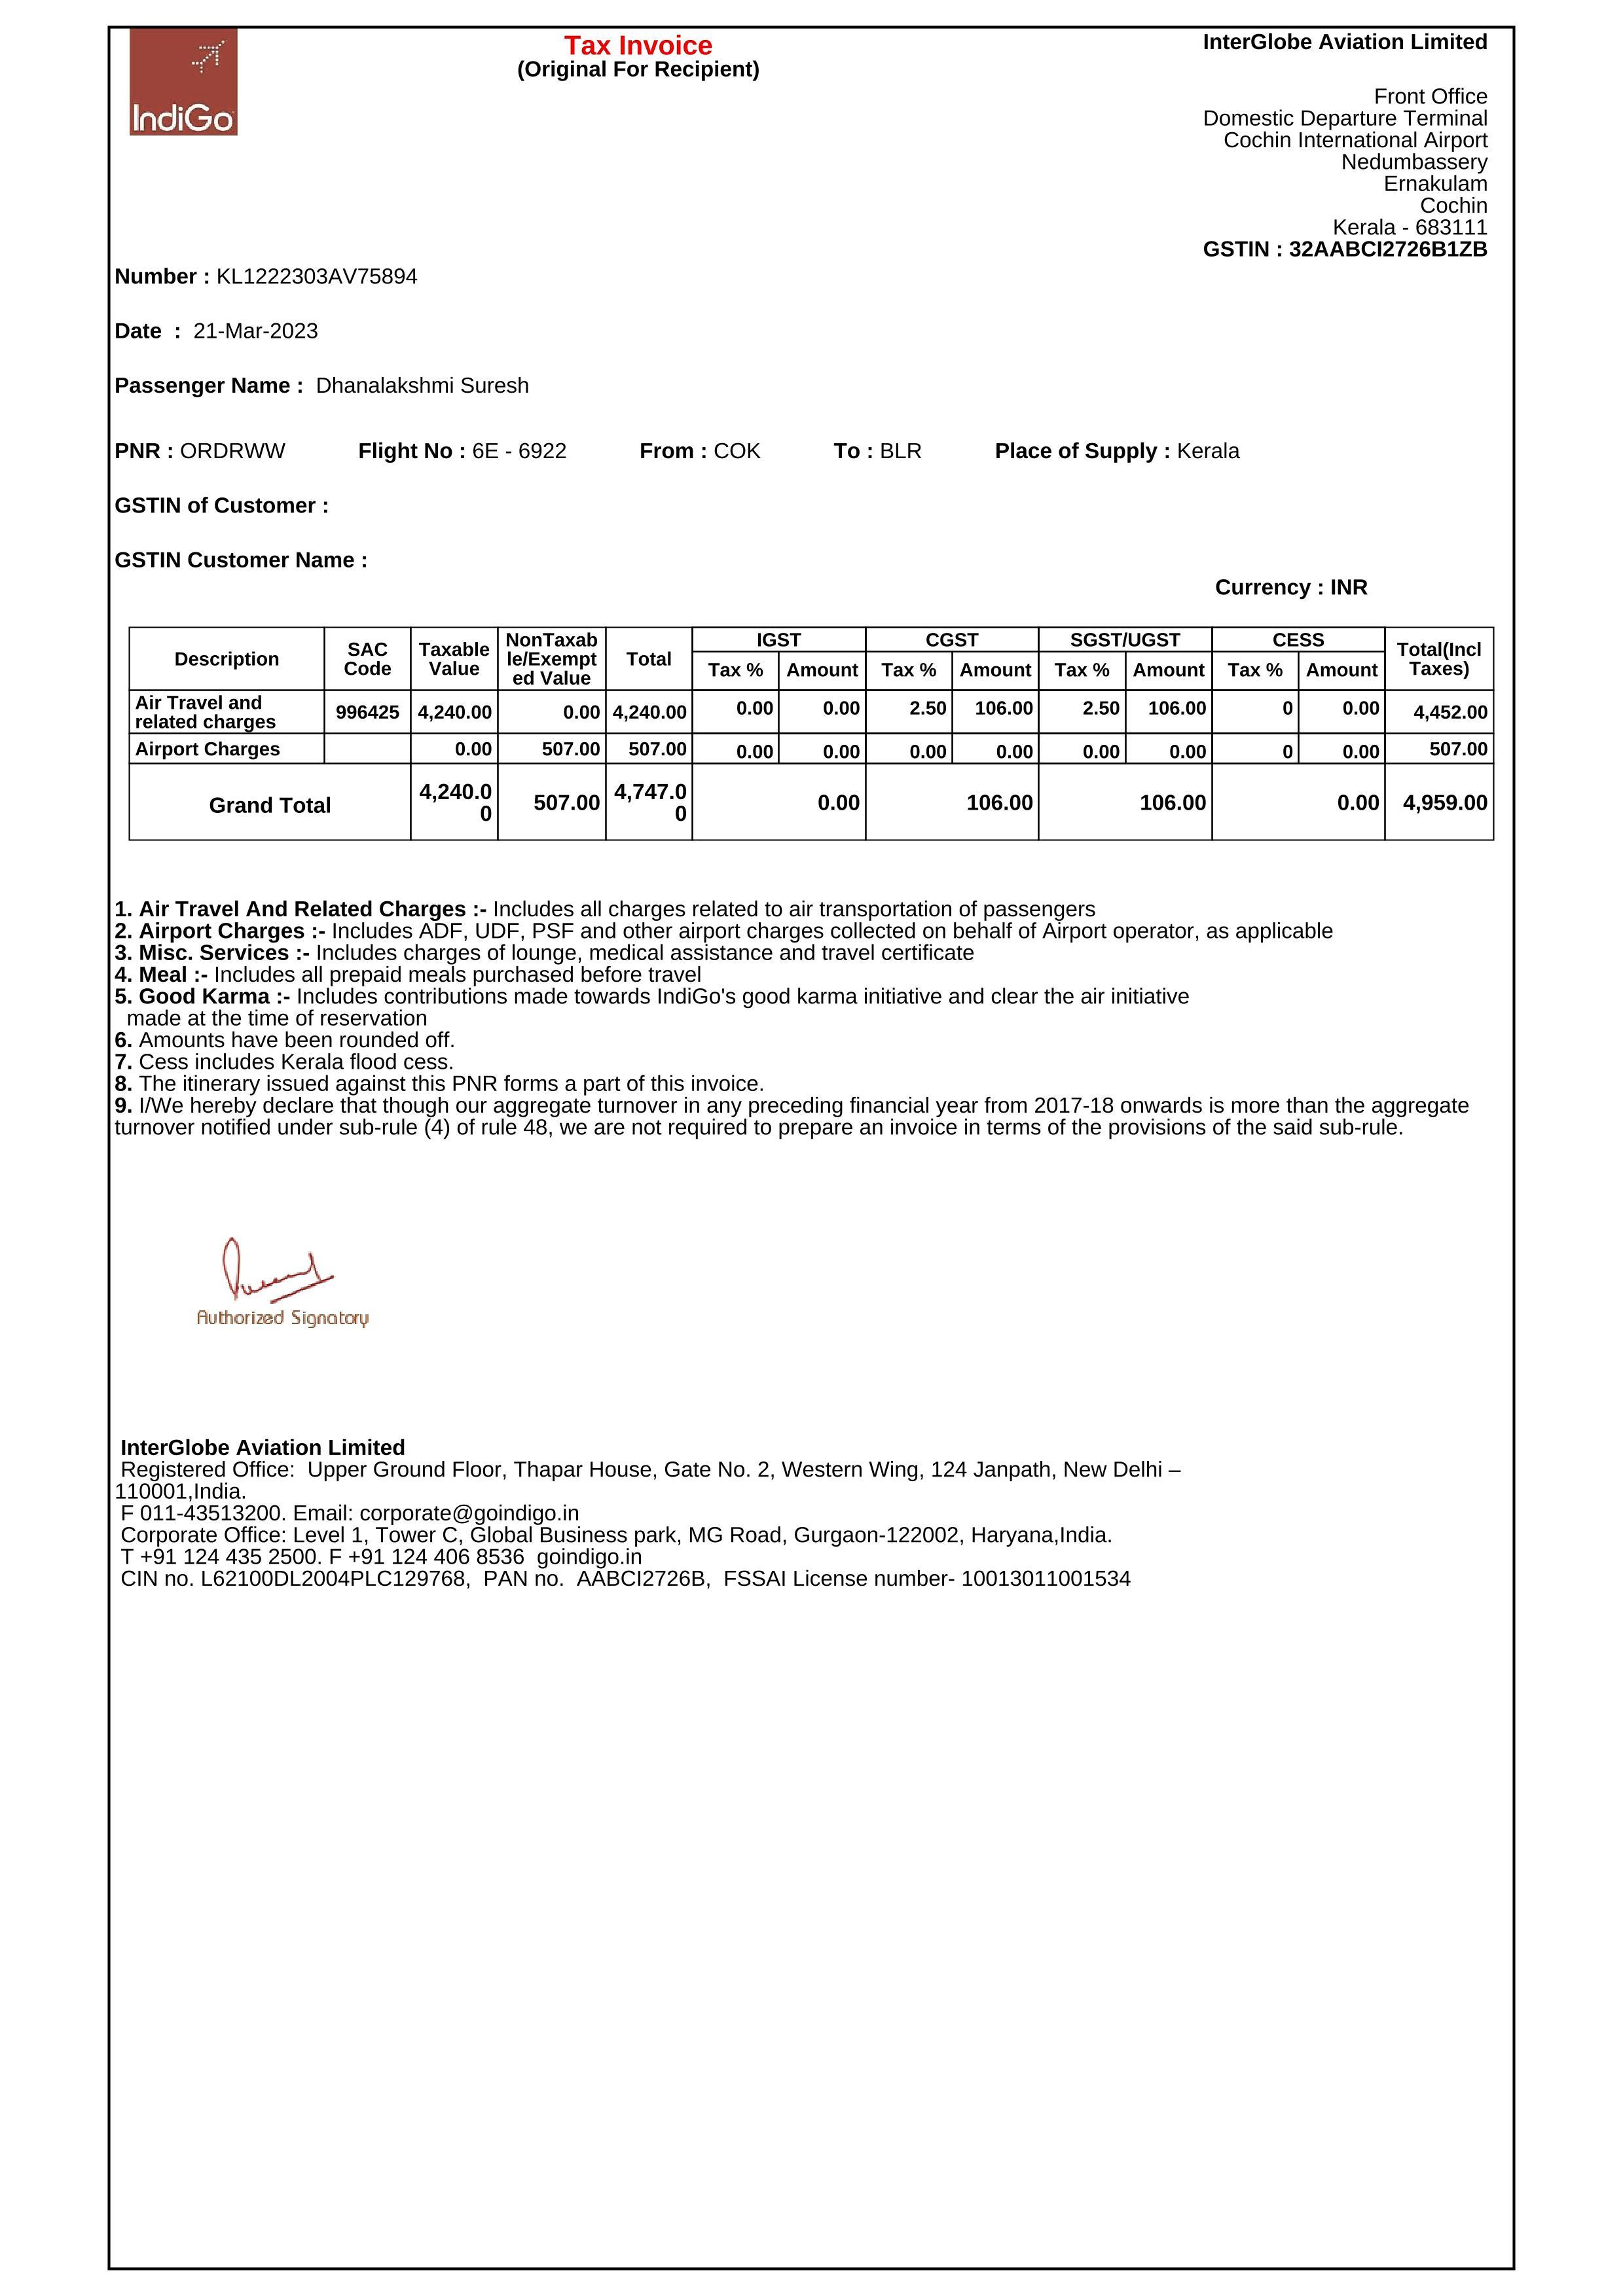 IndiGo
Tax Invoice
(Original For Recipient)
InterGlobe Aviation Limited
Front Office
Domestic Departure Terminal
Cochin International Airport
Nedumbassery
Ernakulam
Cochin
Kerala - 683111
GSTIN : 32AABCI2726B1ZB
Number : KL1222303AV75894
Date : 21-Mar-2023
Passenger Name : Dhanalakshmi Suresh
PNR : ORDRWW Flight No : 6E - 6922 From : COK To : BLR Place of Supply : Kerala
GSTIN of Customer :
GSTIN Customer Name :
Currency : INR
Description SAC Code Taxable Value NonTaxable/Exempted Value Total IGST CGST SGST/UGST CESS Total(Incl Taxes)
Tax % Amount Tax % Amount Tax % Amount Tax % Amount
Air Travel and related charges 996425 4,240.00 0.00 4,240.00 0.00 0.00 2.50 106.00 2.50 106.00 0 0.00 4,452.00
Airport Charges 0.00 507.00 507.00 0.00 0.00 0.00 0.00 0.00 0.00 0 0.00 507.00
Grand Total 4,240.00 507.00 4,747.00 0.00 106.00 106.00 0.00 4,959.00
1. Air Travel And Related Charges :- Includes all charges related to air transportation of passengers
2. Airport Charges :- Includes ADF, UDF, PSF and other airport charges collected on behalf of Airport operator, as applicable
3. Misc. Services :- Includes charges of lounge, medical assistance and travel certificate
4. Meal :- Includes all prepaid meals purchased before travel
5. Good Karma :- Includes contributions made towards IndiGo's good karma initiative and clear the air initiative
made at the time of reservation
6. Amounts have been rounded off.
7. Cess includes Kerala flood cess.
8. The itinerary issued against this PNR forms a part of this invoice.
9. I/We hereby declare that though our aggregate turnover in any preceding financial year from 2017-18 onwards is more than the aggregate
turnover notified under sub-rule (4) of rule 48, we are not required to prepare an invoice in terms of the provisions of the said sub-rule.
Authorized Signatory
InterGlobe Aviation Limited
Registered Office: Upper Ground Floor, Thapar House, Gate No. 2, Western Wing, 124 Janpath, New Delhi –
110001,India.
F 011-43513200. Email: corporate@goindigo.in
Corporate Office: Level 1, Tower C, Global Business park, MG Road, Gurgaon-122002, Haryana,India.
T +91 124 435 2500. F +91 124 406 8536 goindigo.in
CIN no. L62100DL2004PLC129768, PAN no. AABCI2726B, FSSAI License number- 10013011001534